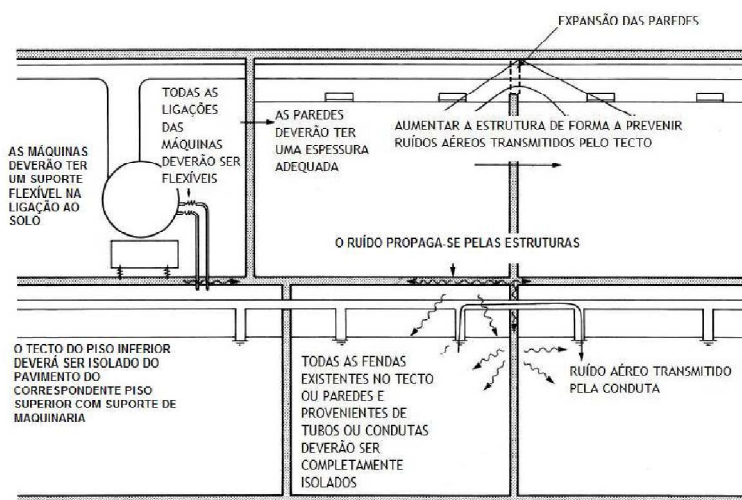 EXPANSÃO DAS PAREDES
TODAS AS
LIGAÇÕES
DAS
MÁQUINAS
DEVERÃO SER
FLEXÍVEIS
AS PAREDES
DEVERÃO TER
UMA ESPESSURA
ADEQUADA
AUMENTAR A ESTRUTURA DE FORMA A PREVENIR
RUÍDOS AÉREOS TRANSMITIDOS PELO TECTO
AS MÁQUINAS
DEVERÃO TER
UM SUPORTE
FLEXÍVEL NA
LIGAÇÃO AO
SOLO
O RUÍDO PROPAGA-SE PELAS ESTRUTURAS
O TECTO DO PISO INFERIOR
DEVERÁ SER ISOLADO DO
PAVIMENTO DO
CORRESPONDENTE PISO
SUPERIOR COM SUPORTE DE
MAQUINARIA
TODAS AS FENDAS
EXISTENTES NO TECTO
OU PAREDES E
PROVENIENTES DE
TUBOS OU CONDUTAS
DEVERÃO SER
COMPLETAMENTE
ISOLADOS
RUÍDO AÉREO TRANSMITIDO
PELA CONDUTA